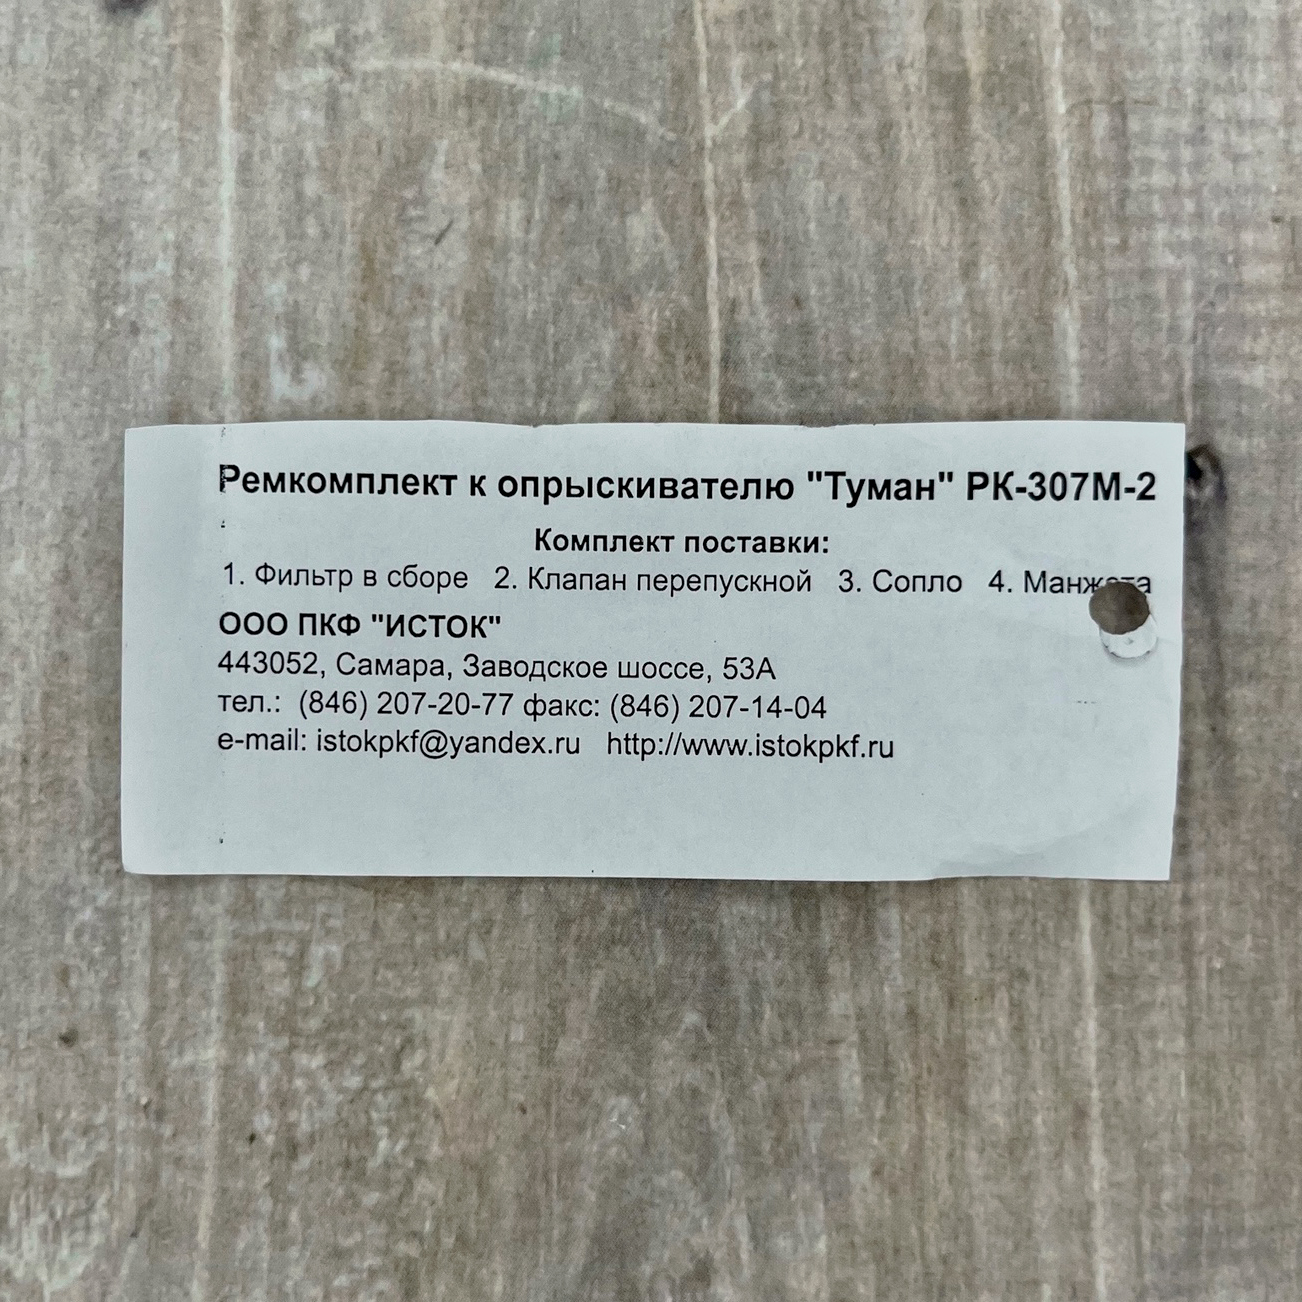 Ремкомплект к опрыскивателю "Туман" РК-307М-2
Комплект поставки:
1. Фильтр в сборе 2. Клапан перепускной 3. Сопло 4. Манжета
ООО ПКФ "ИСТОК"
443052, Самара, Заводское шоссе, 53А
тел.: (846) 207-20-77 факс: (846) 207-14-04
e-mail: istokpkf@yandex.ru http://www.istokpkf.ru